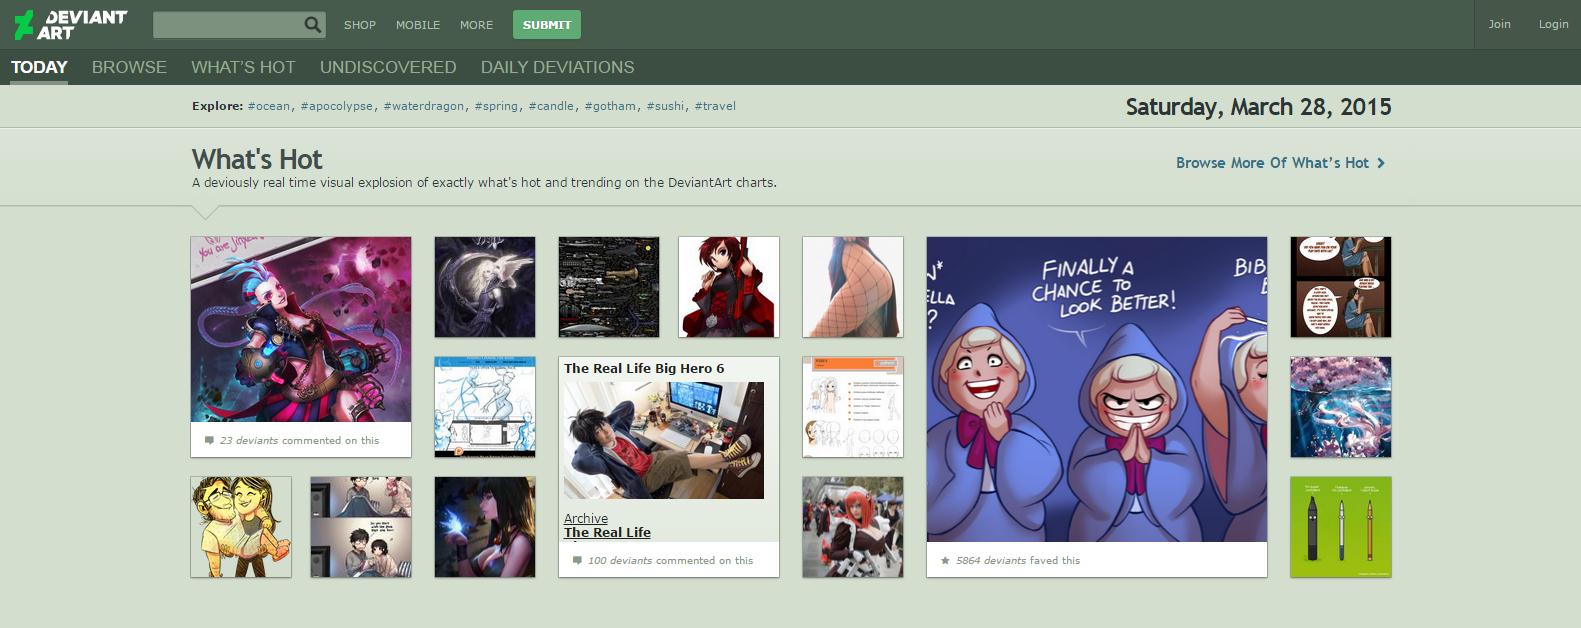 DEVIANT
ART
SHOP
MOBILE
MORE
SUBMIT
Join
Login
TODAY
BROWSE
WHAT'S HOT
UNDISCOVERED
DAILY DEVIATIONS
Explore: #ocean, #apocolypse, #waterdragon, #spring, #candle, #gotham, #sushi, #travel
Saturday, March 28, 2015
What's Hot
Browse More Of What's Hot
A deviously real time visual explosion of exactly what's hot and trending on the DeviantArt charts.
You are
23 deviants commented on this
The Real Life Big Hero 6
Archive
The Real Life
100 deviants commented on this
FINALLY A
CHANCE TO
LOOK BETTER!
BIB
N*
ELLA
?
5864 deviants faved this